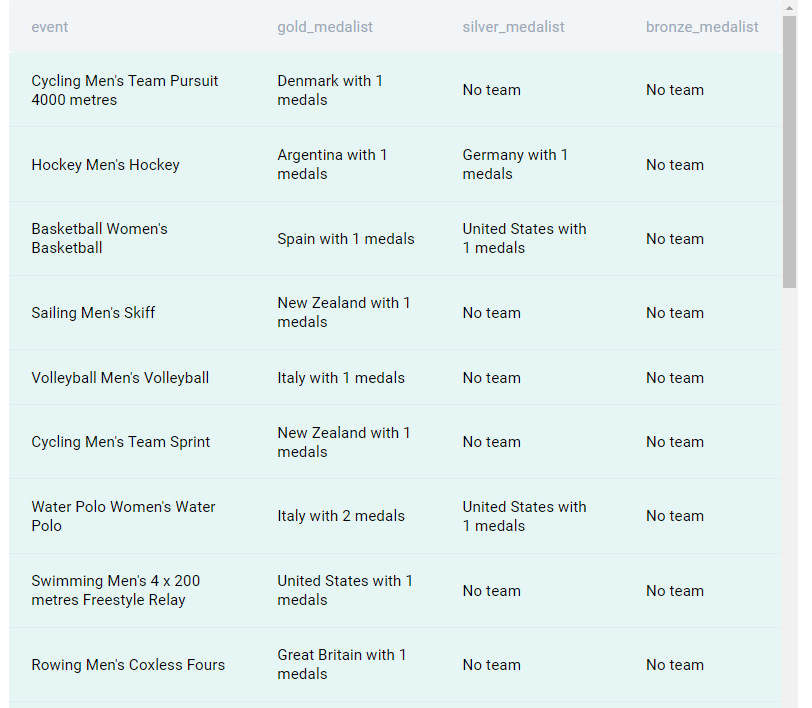 event gold_medalist silver_medalist bronze_medalist
Cycling Men's Team Pursuit
4000 metres
Denmark with 1
medals
No team
No team
Hockey Men's Hockey
Argentina with 1
medals
Germany with 1
medals
No team
Basketball Women's
Basketball
Spain with 1 medals
United States with
1 medals
No team
Sailing Men's Skiff
New Zealand with 1
medals
No team
No team
Volleyball Men's Volleyball
Italy with 1 medals
No team
No team
Cycling Men's Team Sprint
New Zealand with 1
medals
No team
No team
Water Polo Women's Water
Polo
Italy with 2 medals
United States with
1 medals
No team
Swimming Men's 4 x 200
metres Freestyle Relay
United States with 1
medals
No team
No team
Rowing Men's Coxless Fours
Great Britain with 1
medals
No team
No team